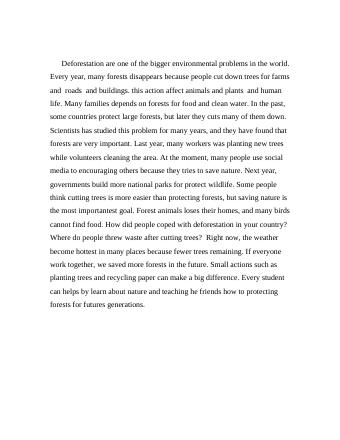 Deforestation are one of the bigger environmental problems in the world.
Every year, many forests disappears because people cut down trees for farms
and roads and buildings. this action affect animals and plants and human
life. Many families depends on forests for food and clean water. In the past,
some countries protect large forests, but later they cuts many of them down.
Scientists has studied this problem for many years, and they have found that
forests are very important. Last year, many workers was planting new trees
while volunteers cleaning the area. At the moment, many people use social
media to encouraging others because they tries to save nature. Next year,
governments build more national parks for protect wildlife. Some people
think cutting trees is more easier than protecting forests, but saving nature is
the most importantest goal. Forest animals loses their homes, and many birds
cannot find food. How did people coped with deforestation in your country?
Where do people threw waste after cutting trees? Right now, the weather
become hottest in many places because fewer trees remaining. If everyone
work together, we saved more forests in the future. Small actions such as
planting trees and recycling paper can make a big difference. Every student
can helps by learn about nature and teaching he friends how to protecting
forests for futures generations.